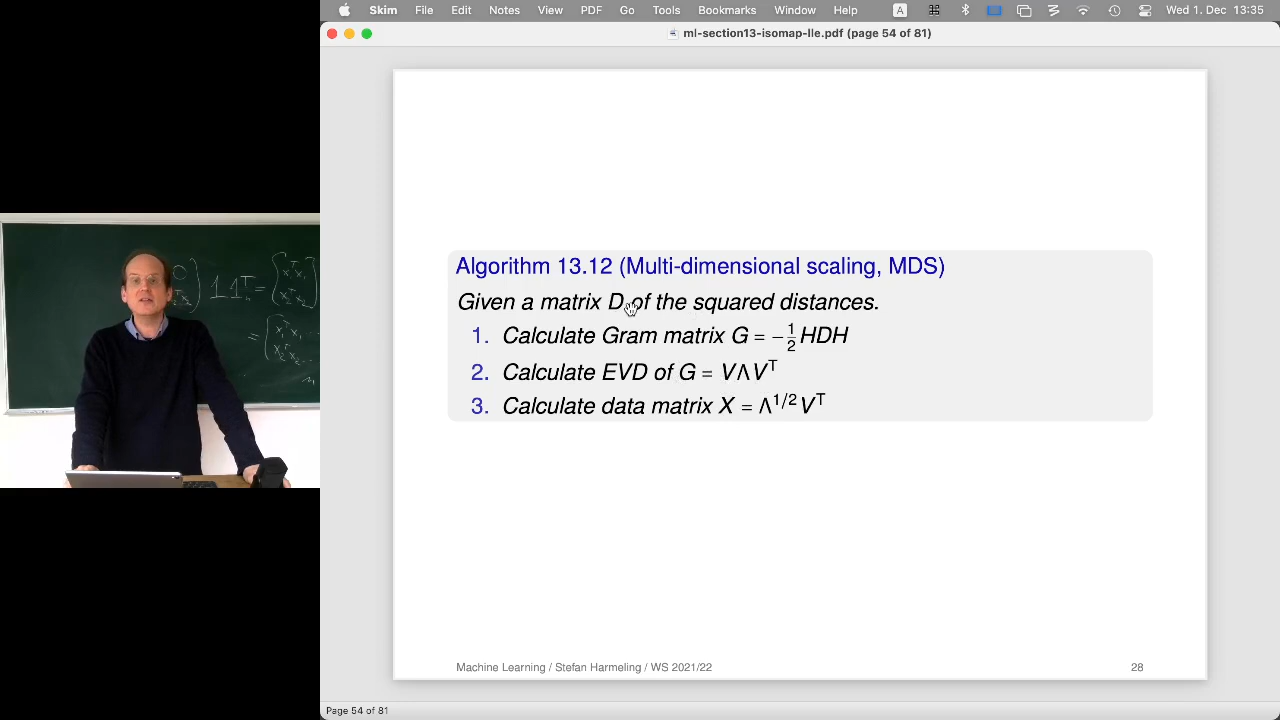 Skim File Edit Notes View PDF Go Tools Bookmarks Window Help A Wed 1. Dec 13:35
ml-section13-isomap-lle.pdf (page 54 of 81)
Algorithm 13.12 (Multi-dimensional scaling, MDS)
Given a matrix D of the squared distances.
1. Calculate Gram matrix G = −½HDH
2. Calculate EVD of G = VΛVᵀ
3. Calculate data matrix X = Λ^{1/2}Vᵀ
Machine Learning / Stefan Harmeling / WS 2021/22 28
Page 54 of 81